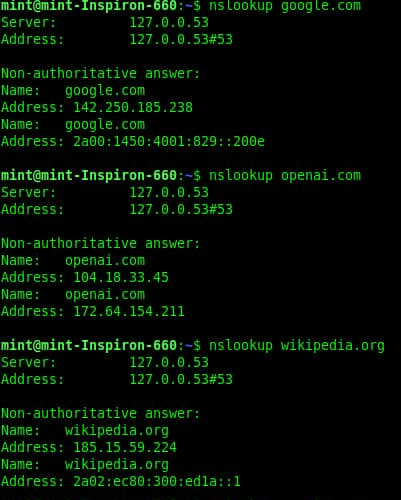 mint@mint-Inspiron-660:~$ nslookup google.com
Server:         127.0.0.53
Address:        127.0.0.53#53

Non-authoritative answer:
Name:   google.com
Address: 142.250.185.238
Name:   google.com
Address: 2a00:1450:4001:829::200e

mint@mint-Inspiron-660:~$ nslookup openai.com
Server:         127.0.0.53
Address:        127.0.0.53#53

Non-authoritative answer:
Name:   openai.com
Address: 104.18.33.45
Name:   openai.com
Address: 172.64.154.211

mint@mint-Inspiron-660:~$ nslookup wikipedia.org
Server:         127.0.0.53
Address:        127.0.0.53#53

Non-authoritative answer:
Name:   wikipedia.org
Address: 185.15.59.224
Name:   wikipedia.org
Address: 2a02:ec80:300:ed1a::1